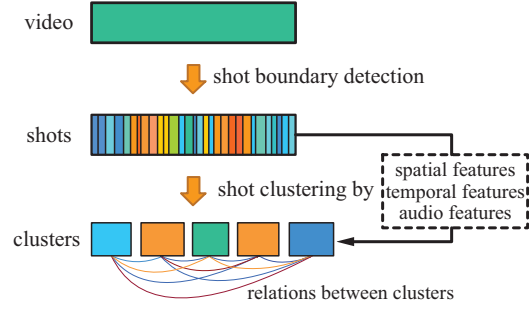 video
shot boundary detection
shots
spatial features
temporal features
audio features
shot clustering by
clusters
relations between clusters